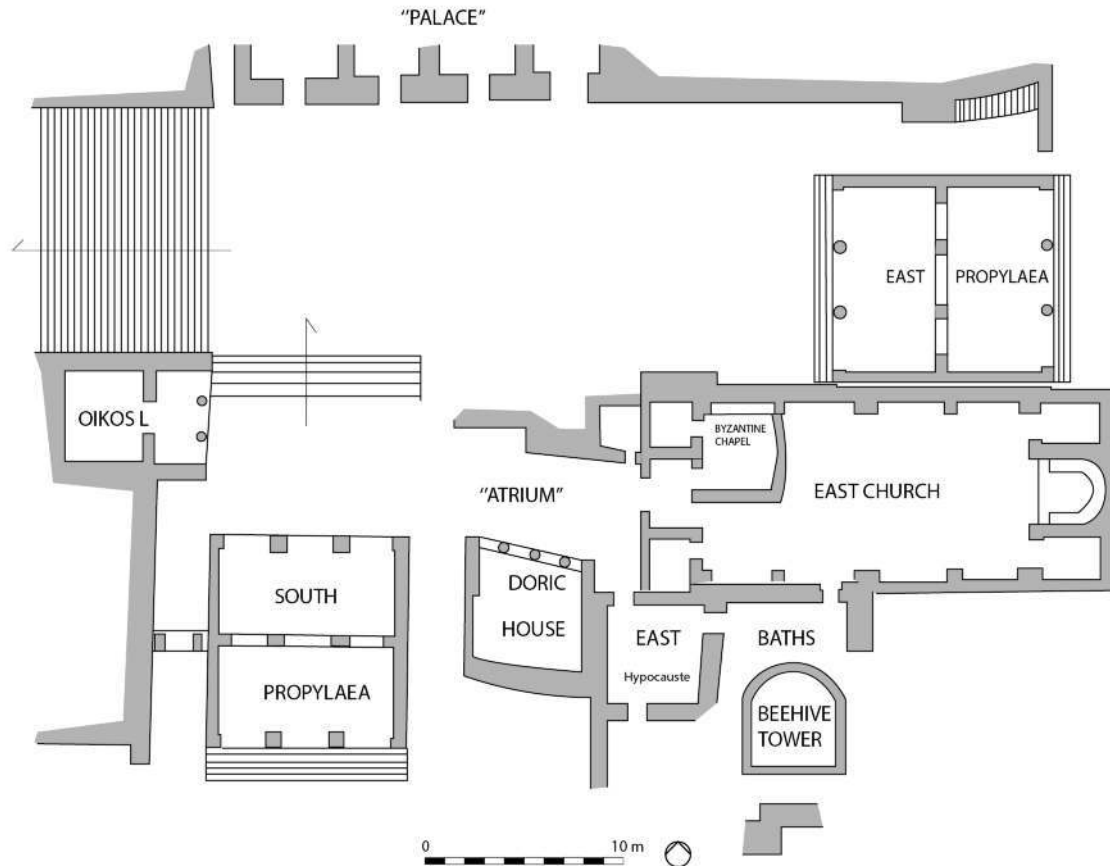 "PALACE"
EAST PROPYLAEA
OIKOS L
BYZANTINE
CHAPEL
"ATRIUM"
EAST CHURCH
SOUTH
PROPYLAEA
DORIC
HOUSE
EAST BATHS
Hypocauste
BEEHIVE
TOWER
0 10 m